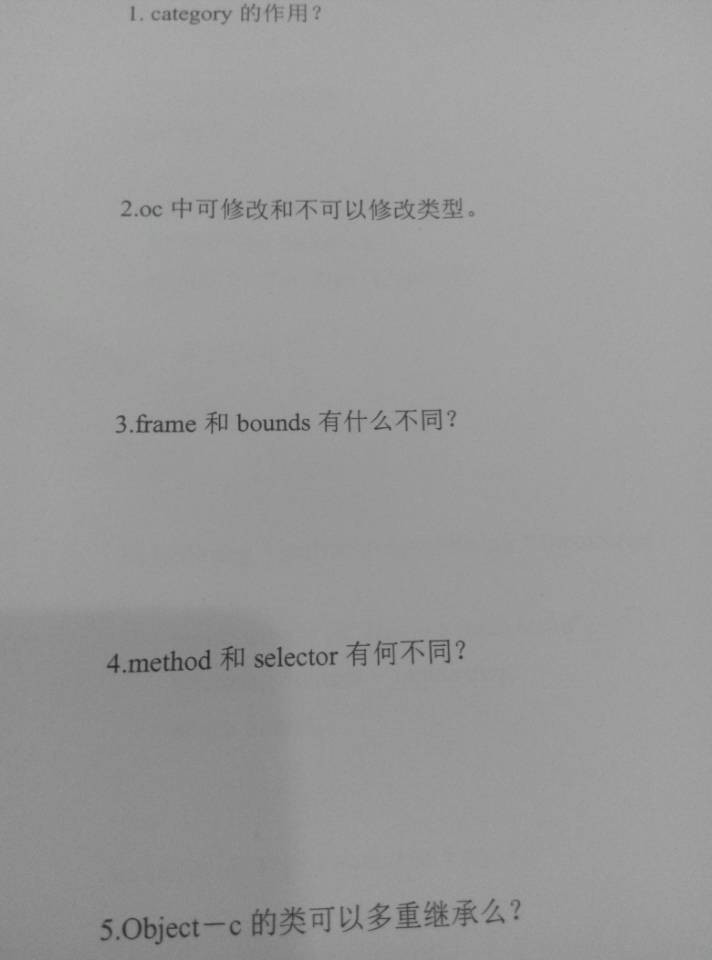 1. category 的作用？
2.oc 中可修改和不可以修改类型。
3.frame 和 bounds 有什么不同？
4.method 和 selector 有何不同？
5.Object－c 的类可以多重继承么？